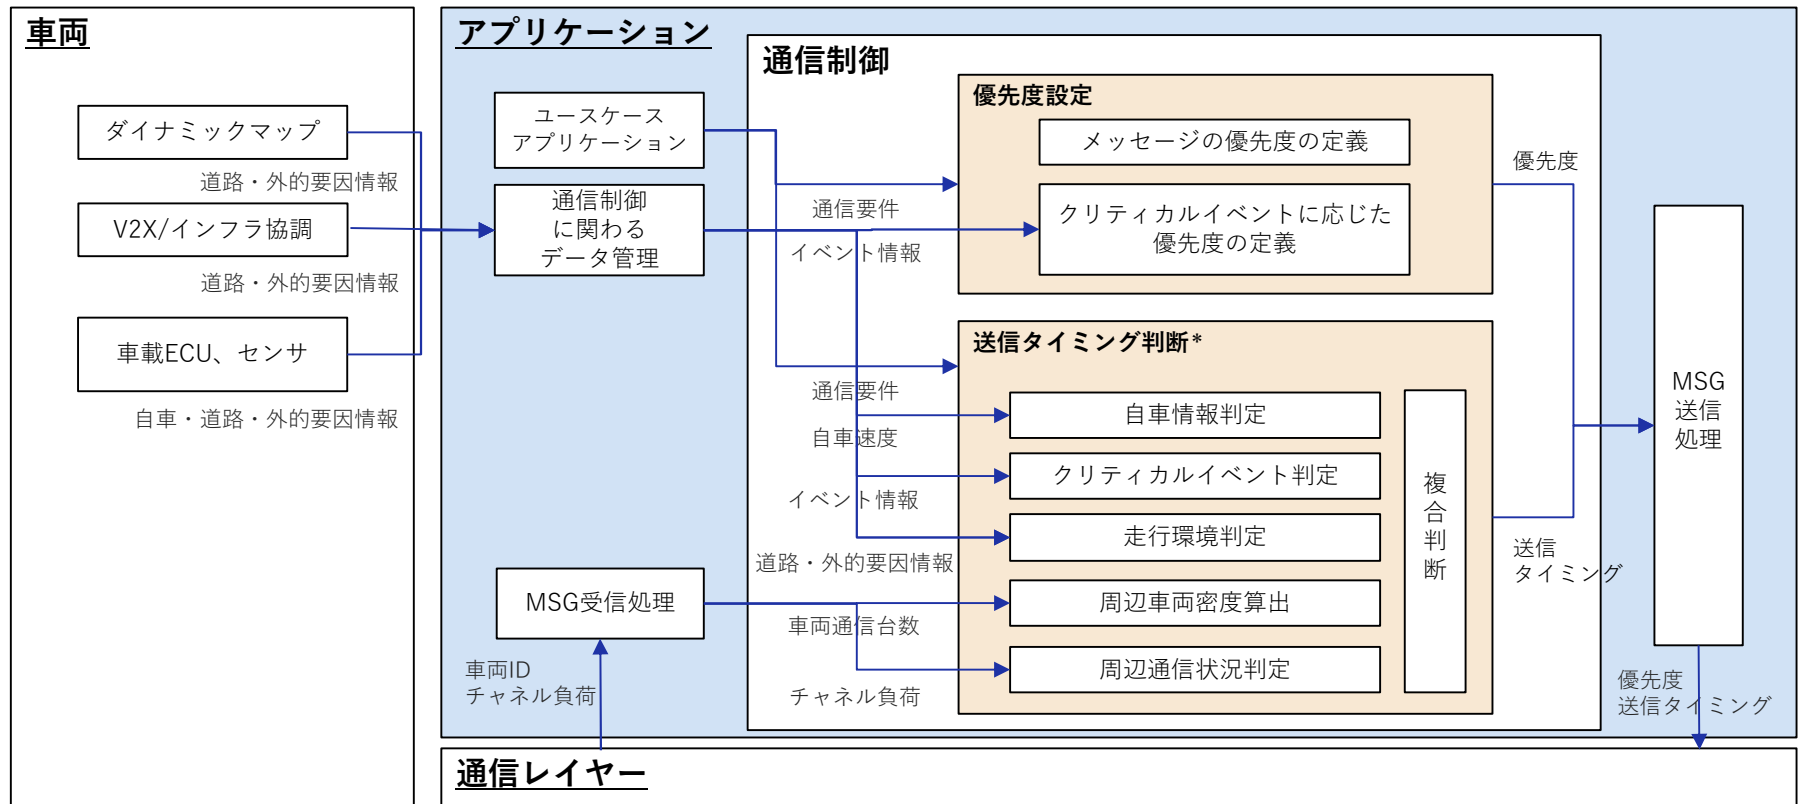 車両
ダイナミックマップ
道路・外的要因情報
V2X/インフラ協調
道路・外的要因情報
車載ECU、センサ
自車・道路・外的要因情報
アプリケーション
ユースケース
アプリケーション
通信制御
に関わる
データ管理
MSG受信処理
車両ID
チャネル負荷
通信制御
通信要件
イベント情報
通信要件
自車速度
イベント情報
道路・外的要因情報
車両通信台数
チャネル負荷
優先度設定
メッセージの優先度の定義
クリティカルイベントに応じた
優先度の定義
送信タイミング判断*
自車情報判定
クリティカルイベント判定
走行環境判定
周辺車両密度算出
周辺通信状況判定
複合判断
優先度
送信
タイミング
MSG
送信
処理
優先度
送信タイミング
通信レイヤー